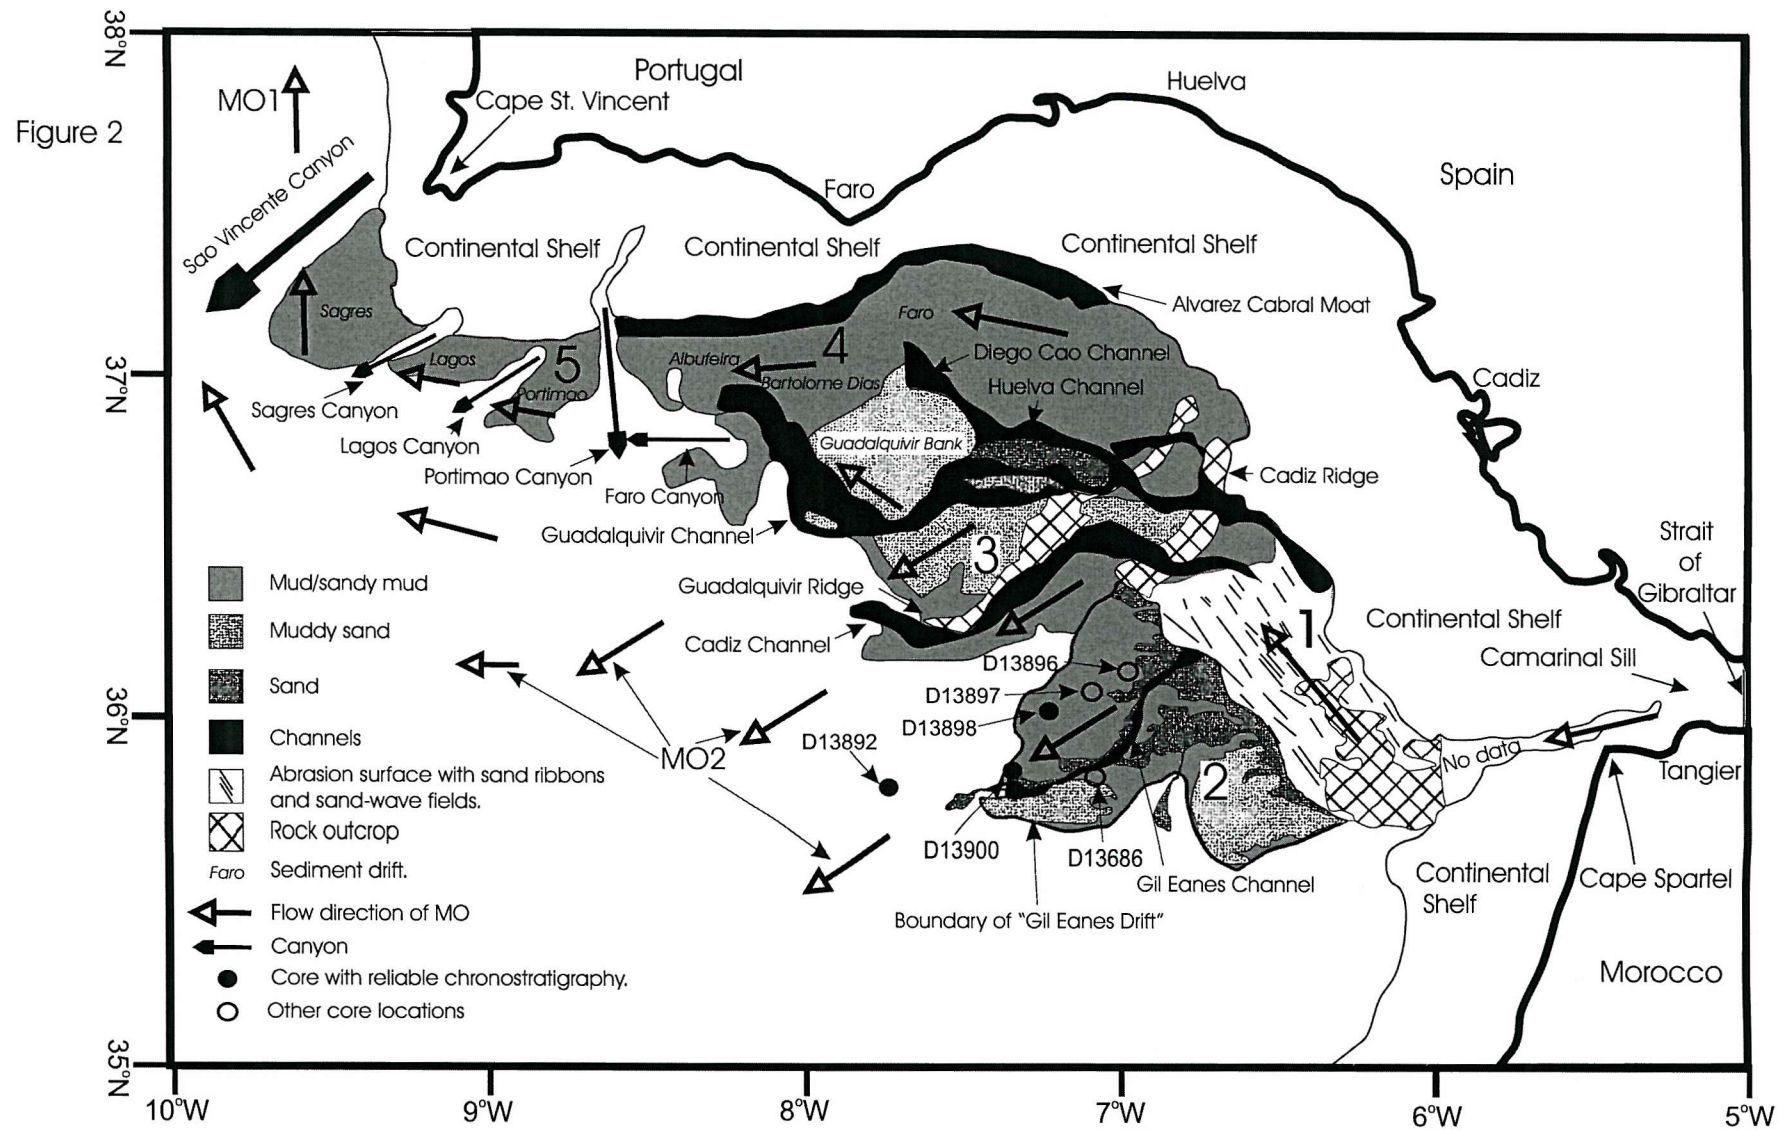 Figure 2
38°N
37°N
36°N
35°N
10°W
9°W
8°W
7°W
6°W
5°W
Portugal
Huelva
MO1
Cape St. Vincent
Sao Vincente Canyon
Faro
Spain
Continental Shelf
Continental Shelf
Continental Shelf
Alvarez Cabral Moat
Sagres
Faro
Lagos
5
Albufeira
4
Diego Cao Channel
Bartolome Dias
Huelva Channel
Cadiz
Portimao
Sagres Canyon
Lagos Canyon
Guadalquivir Bank
Portimao Canyon
Cadiz Ridge
Faro Canyon
Guadalquivir Channel
Strait
of
Gibraltar
3
Guadalquivir Ridge
Cadiz Channel
1
Continental Shelf
Camarinal Sill
D13896
D13897
D13898
D13892
MO2
No data
Tangier
2
D13900
D13686
Gil Eanes Channel
Boundary of "Gil Eanes Drift"
Continental
Shelf
Cape Spartel
Morocco
Mud/sandy mud
Muddy sand
Sand
Channels
Abrasion surface with sand ribbons
and sand-wave fields.
Rock outcrop
Faro Sediment drift.
Flow direction of MO
Canyon
Core with reliable chronostratigraphy.
Other core locations